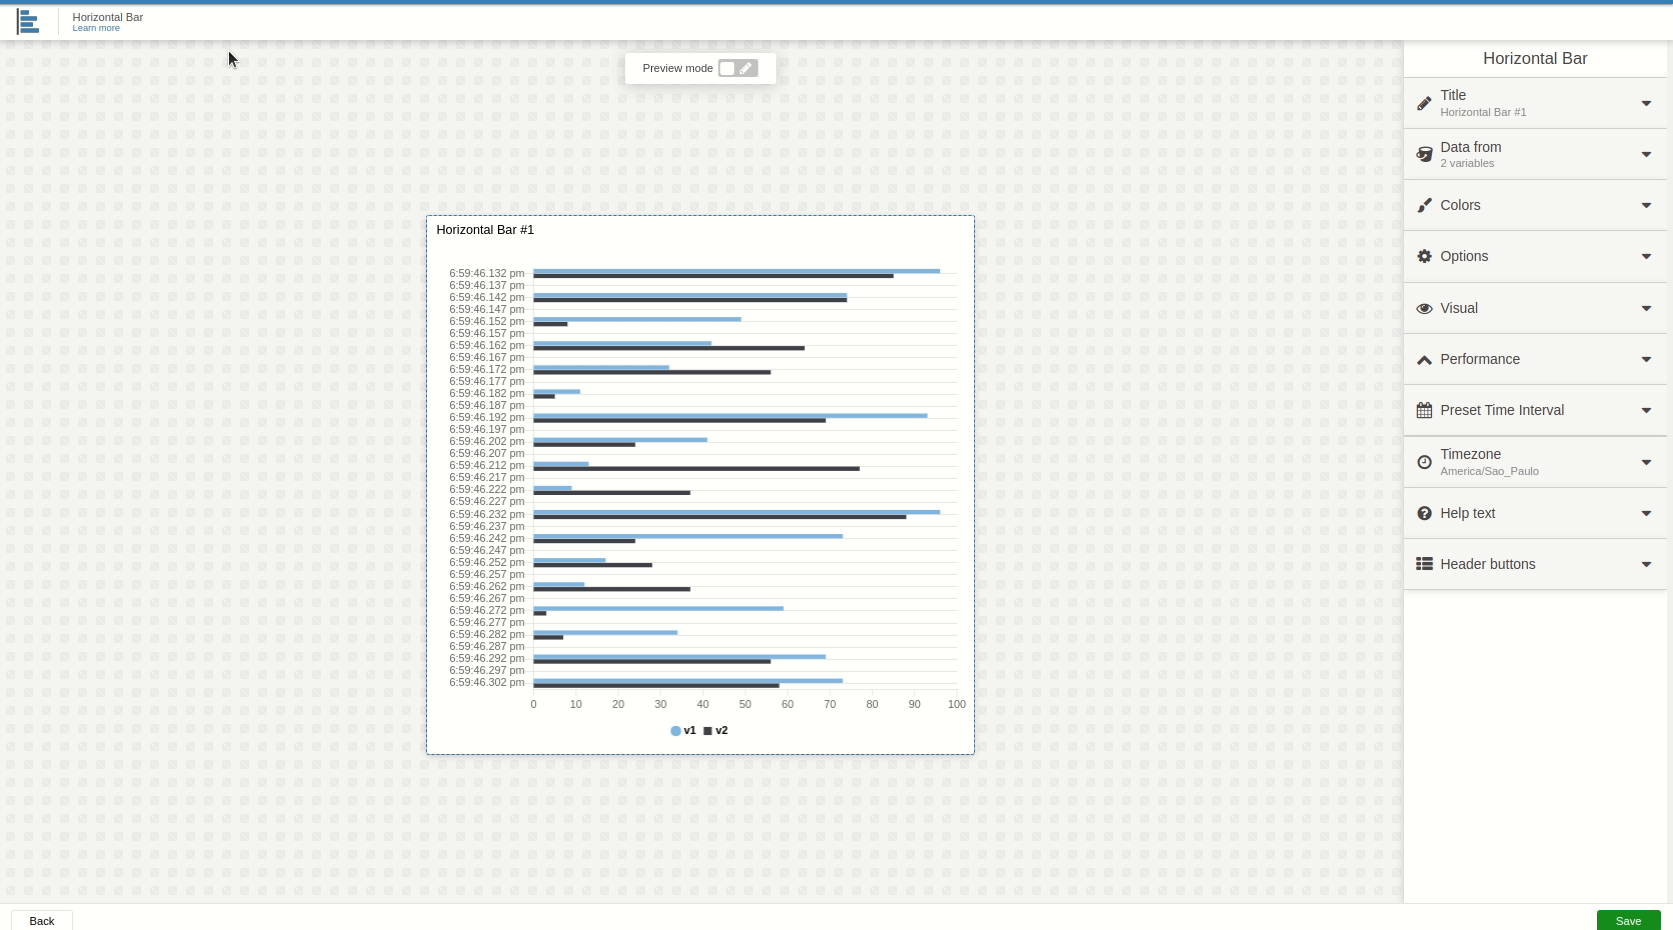 Horizontal Bar
Learn more
Preview mode
Horizontal Bar
Title
Horizontal Bar #1
Data from
2 variables
Colors
Options
Visual
Performance
Preset Time Interval
Timezone
America/Sao_Paulo
Help text
Header buttons
Horizontal Bar #1
6:59:46.132 pm
6:59:46.137 pm
6:59:46.142 pm
6:59:46.147 pm
6:59:46.152 pm
6:59:46.157 pm
6:59:46.162 pm
6:59:46.167 pm
6:59:46.172 pm
6:59:46.177 pm
6:59:46.182 pm
6:59:46.187 pm
6:59:46.192 pm
6:59:46.197 pm
6:59:46.202 pm
6:59:46.207 pm
6:59:46.212 pm
6:59:46.217 pm
6:59:46.222 pm
6:59:46.227 pm
6:59:46.232 pm
6:59:46.237 pm
6:59:46.242 pm
6:59:46.247 pm
6:59:46.252 pm
6:59:46.257 pm
6:59:46.262 pm
6:59:46.267 pm
6:59:46.272 pm
6:59:46.277 pm
6:59:46.282 pm
6:59:46.287 pm
6:59:46.292 pm
6:59:46.297 pm
6:59:46.302 pm
0 10 20 30 40 50 60 70 80 90 100
v1 v2
Back
Save